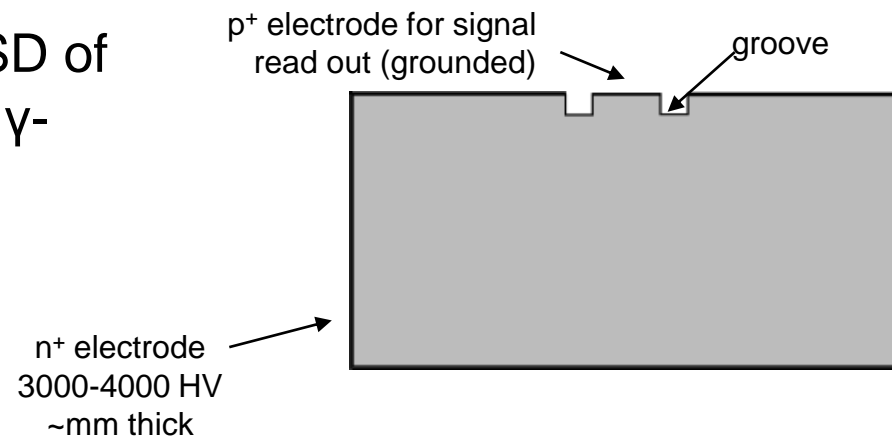 SD of
γ-
p⁺ electrode for signal
read out (grounded)
groove
n⁺ electrode
3000-4000 HV
~mm thick